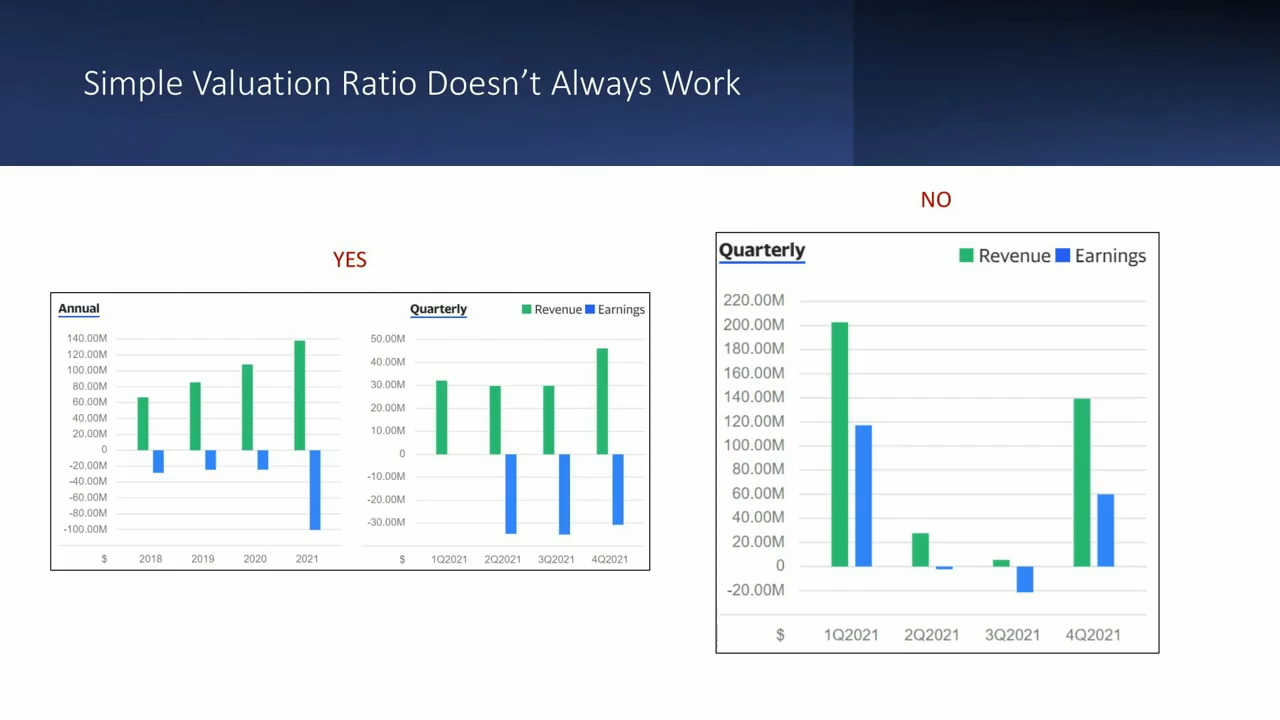 Simple Valuation Ratio Doesn’t Always Work
YES
Annual
140.00M
120.00M
100.00M
80.00M
60.00M
40.00M
20.00M
0
-20.00M
-40.00M
-60.00M
-80.00M
-100.00M
$ 2018 2019 2020 2021
Quarterly Revenue Earnings
50.00M
40.00M
30.00M
20.00M
10.00M
0
-10.00M
-20.00M
-30.00M
$ 1Q2021 2Q2021 3Q2021 4Q2021
NO
Quarterly Revenue Earnings
220.00M
200.00M
180.00M
160.00M
140.00M
120.00M
100.00M
80.00M
60.00M
40.00M
20.00M
0
-20.00M
$ 1Q2021 2Q2021 3Q2021 4Q2021